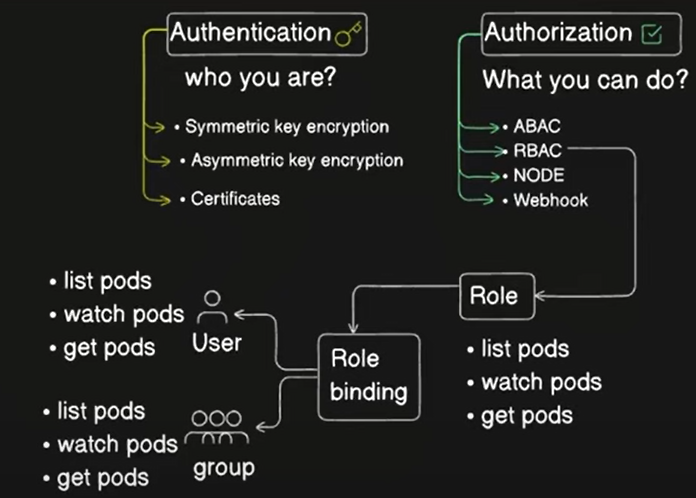 Authentication
who you are?
• Symmetric key encryption
• Asymmetric key encryption
• Certificates
Authorization
What you can do?
• ABAC
• RBAC
• NODE
• Webhook
Role
• list pods
• watch pods
• get pods
Role
binding
• list pods
• watch pods
• get pods
User
• list pods
• watch pods
• get pods
group